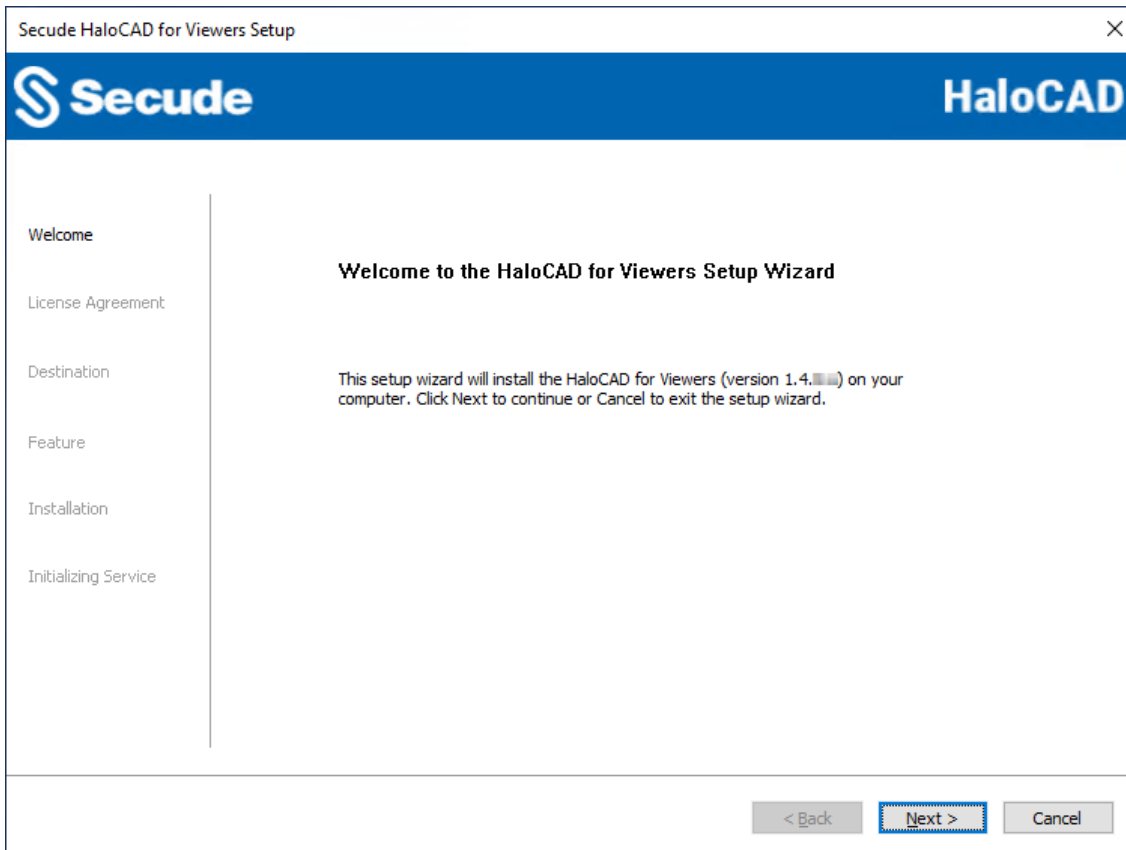 Secude HaloCAD for Viewers Setup
Secude
HaloCAD
Welcome
License Agreement
Destination
Feature
Installation
Initializing Service
Welcome to the HaloCAD for Viewers Setup Wizard
This setup wizard will install the HaloCAD for Viewers (version 1.4. ) on your
computer. Click Next to continue or Cancel to exit the setup wizard.
< Back
Next >
Cancel